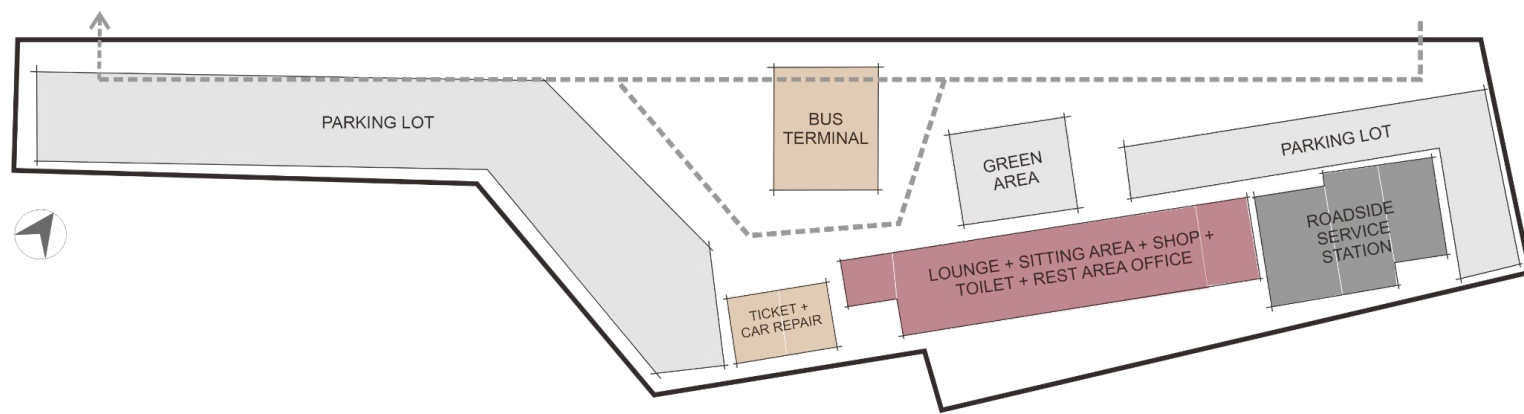 PARKING LOT
BUS
TERMINAL
GREEN
AREA
PARKING LOT
ROADSIDE
SERVICE
STATION
LOUNGE + SITTING AREA + SHOP +
TOILET + REST AREA OFFICE
TICKET +
CAR REPAIR